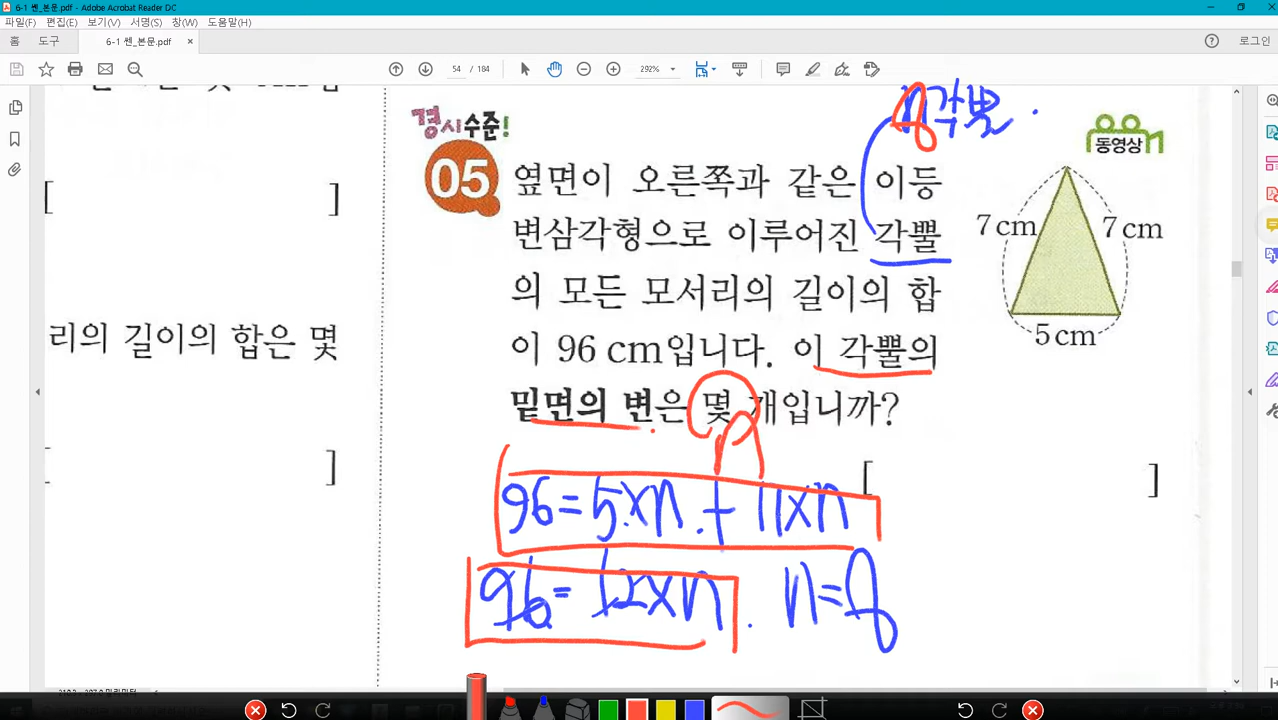 6-1 쎈_본문.pdf - Adobe Acrobat Reader DC
파일(F) 편집(E) 보기(V) 서명(S) 창(W) 도움말(H)
홈 도구 6-1 쎈_본문.pdf × 로그인
54 / 184 292%
n각뿔.
경시수준!
동영상
05 옆면이 오른쪽과 같은 이등
변삼각형으로 이루어진 각뿔
의 모든 모서리의 길이의 합
이 96 cm입니다. 이 각뿔의
밑면의 변은 몇 개입니까?
7 cm 7 cm
5 cm
[ ]
리의 길이의 합은 몇
[ ]
[ ]
96=5×n+7×n
96=12×n. n=8